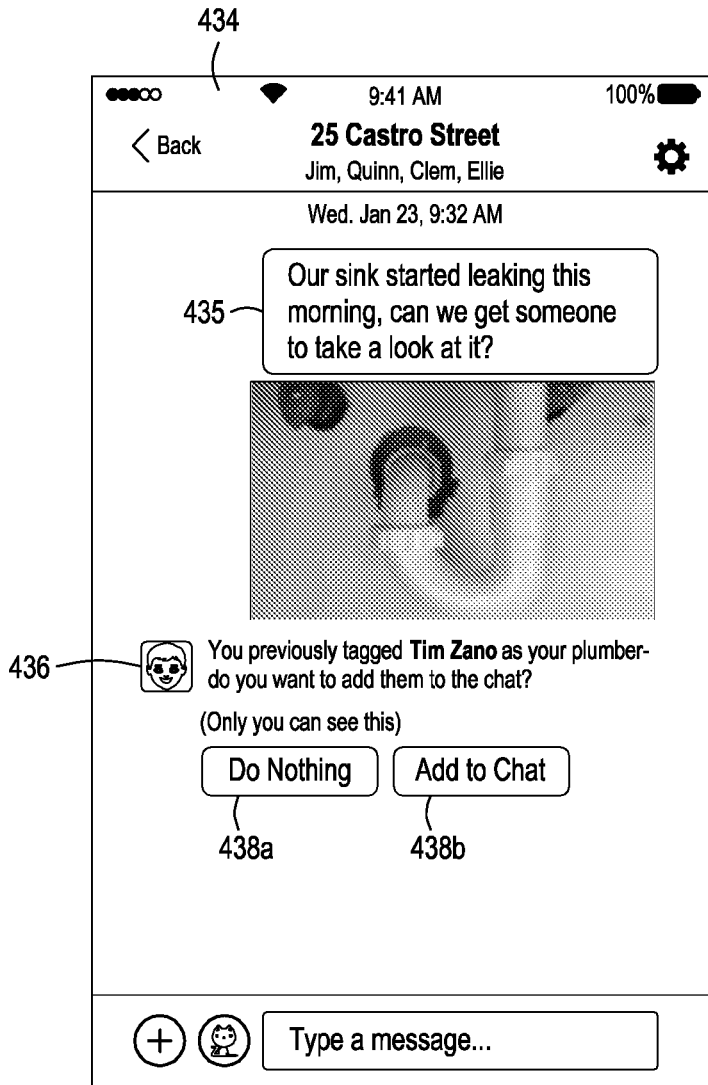 434
9:41 AM
100%
Back
25 Castro Street
Jim, Quinn, Clem, Ellie
Wed. Jan 23, 9:32 AM
435
Our sink started leaking this
morning, can we get someone
to take a look at it?
436
You previously tagged Tim Zano as your plumber-
do you want to add them to the chat?
(Only you can see this)
Do Nothing
Add to Chat
438a
438b
Type a message...